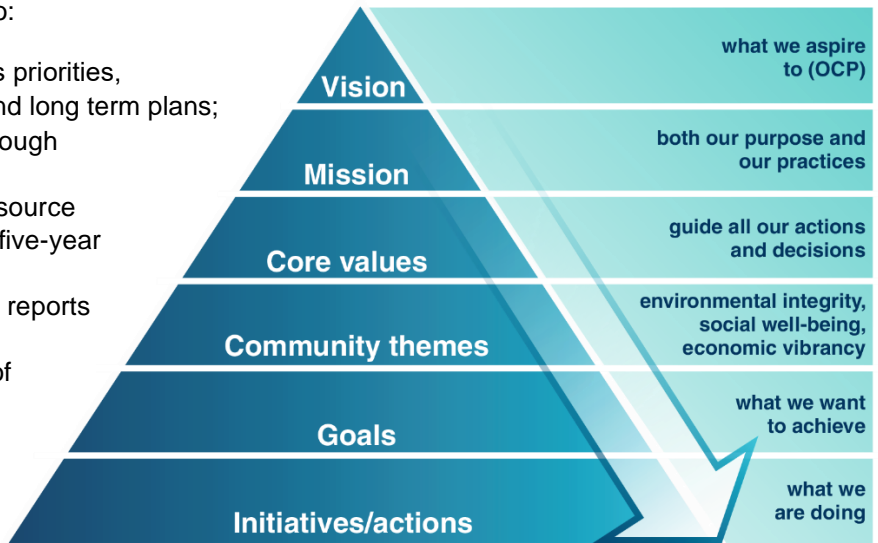 o:
s priorities,
nd long term plans;
ough
source
five-year
reports
of
Vision
what we aspire
to (OCP)
Mission
both our purpose and
our practices
Core values
guide all our actions
and decisions
Community themes
environmental integrity,
social well-being,
economic vibrancy
Goals
what we want
to achieve
Initiatives/actions
what we
are doing